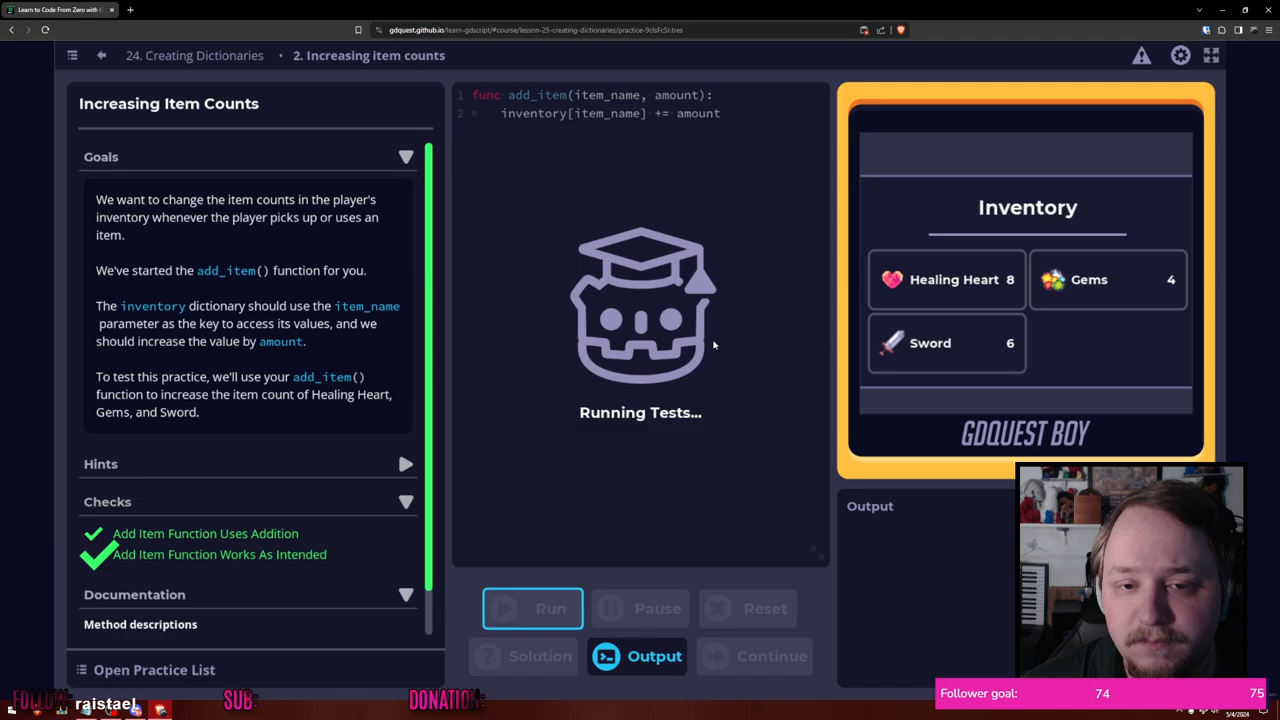 Learn to Code From Zero with
gdquest.github.io/learn-gdscript/#course/lesson-25-creating-dictionaries/practice-9clsFcSr.tres
24. Creating Dictionaries • 2. Increasing item counts
Increasing Item Counts
Goals
We want to change the item counts in the player's
inventory whenever the player picks up or uses an
item.
We've started the add_item() function for you.
The inventory dictionary should use the item_name
parameter as the key to access its values, and we
should increase the value by amount.
To test this practice, we'll use your add_item()
function to increase the item count of Healing Heart,
Gems, and Sword.
Hints
Checks
Add Item Function Uses Addition
Add Item Function Works As Intended
Documentation
Method descriptions
Open Practice List
1 func add_item(item_name, amount):
2 inventory[item_name] += amount
Running Tests...
Run
Pause
Reset
Solution
Output
Continue
Inventory
Healing Heart 8
Gems 4
Sword 6
GDQUEST BOY
Output
FOLLOW: raistael
SUB:
DONATION:
Follower goal: 74 75
5/4/2024